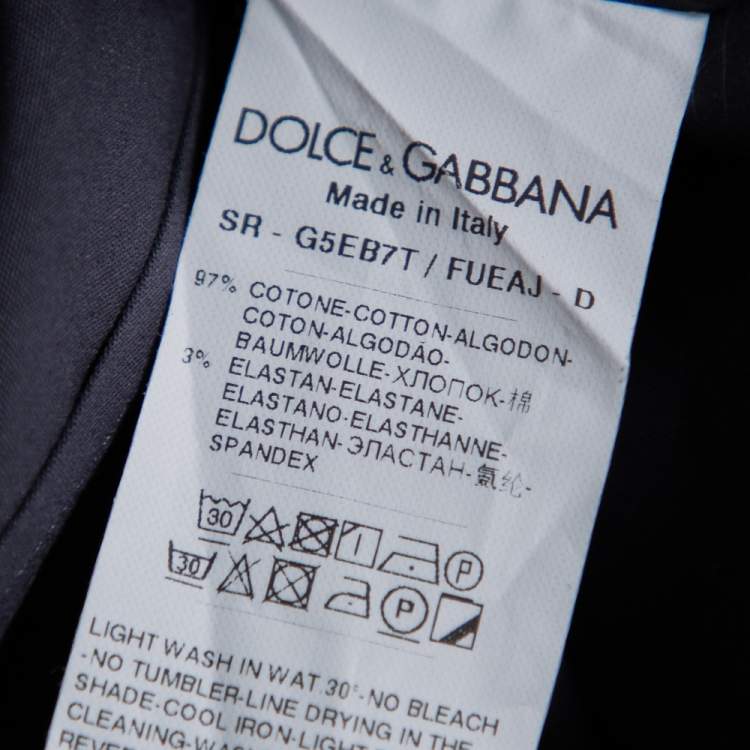 DOLCE & GABBANA
Made in Italy
SR - G5EB7T / FUEAJ - D
97% COTONE-COTTON-ALGODON-
COTON-ALGODÃO-
BAUMWOLLE-ХЛОПОК-棉
3% ELASTAN-ELASTANE-
ELASTANO-ELASTHANNE-
ELASTHAN-ЭЛАСТАН-氨纶-
SPANDEX
30 P
30 P
LIGHT WASH IN WAT.30°-NO BLEACH
-NO TUMBLER-LINE DRYING IN THE
SHADE-COOL IRON-LIGHT
CLEANING-WAS